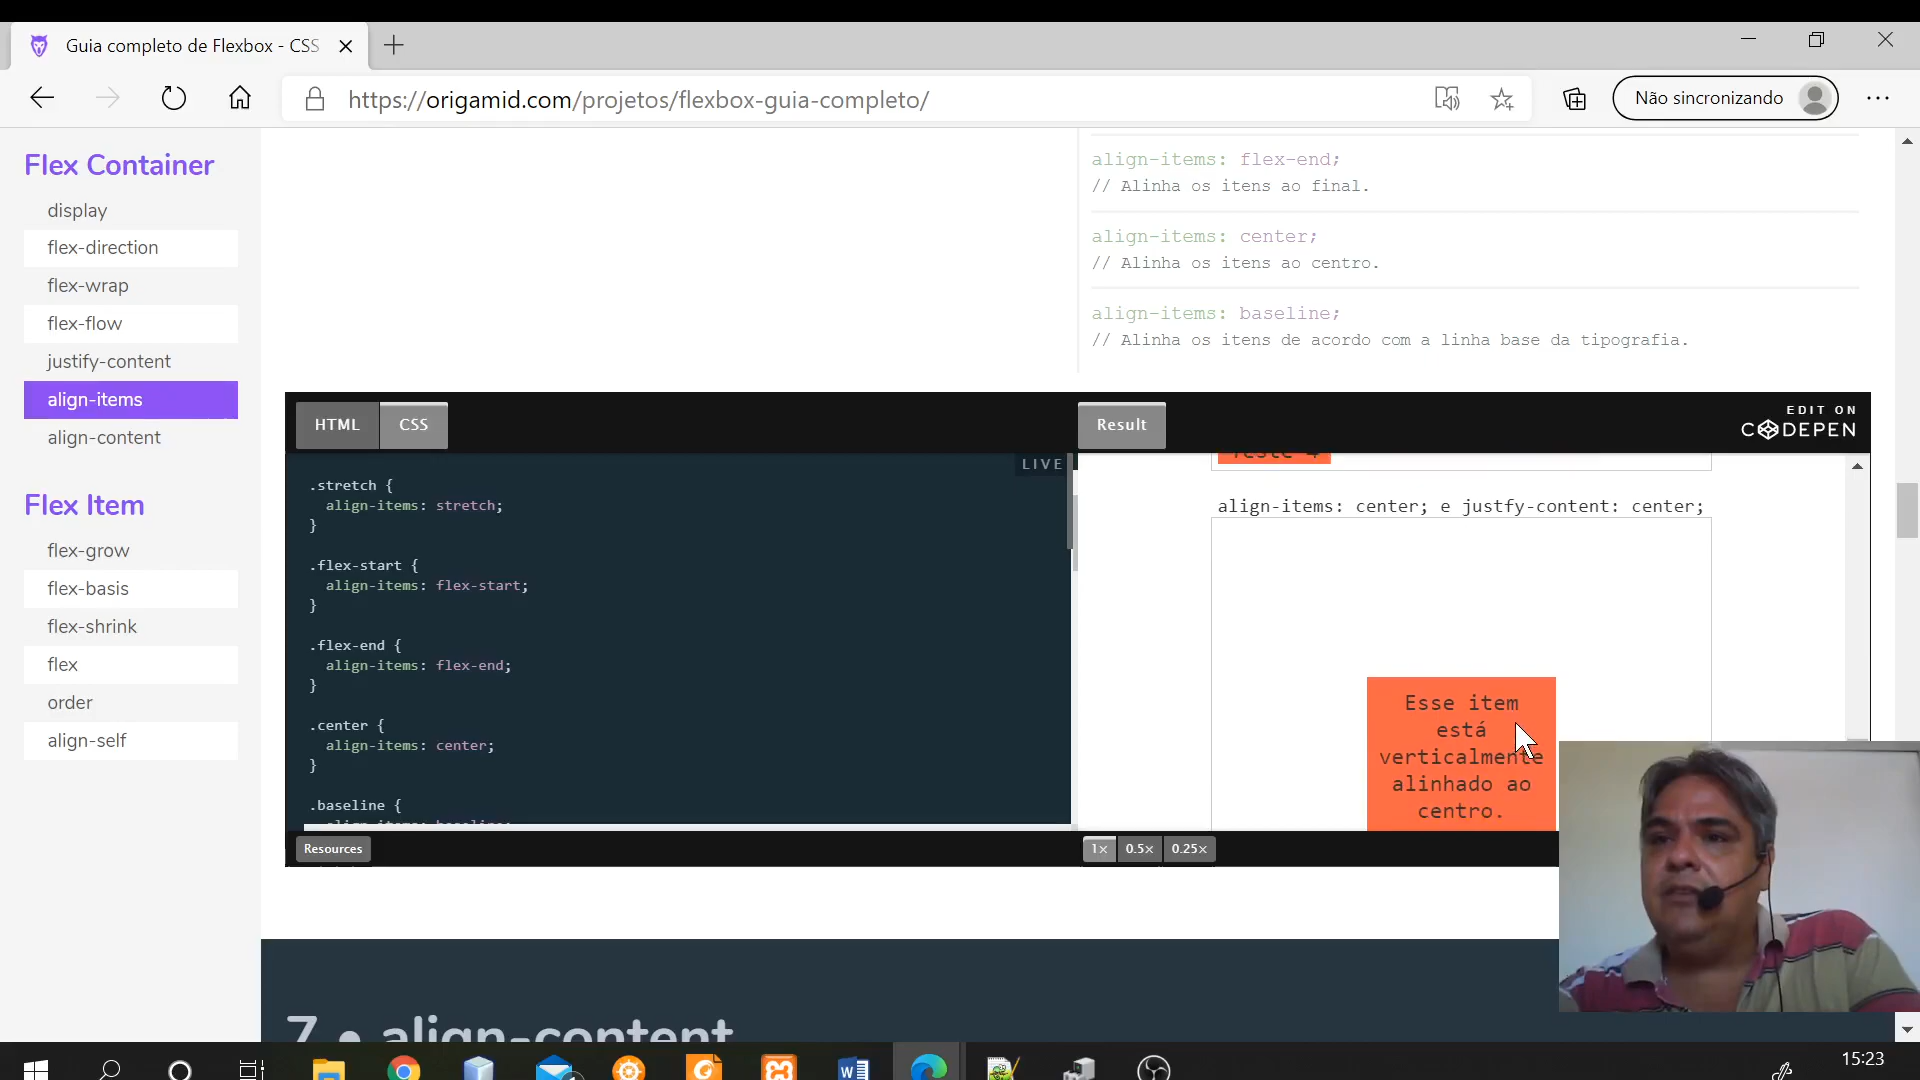 Guia completo de Flexbox - CSS
https://origamid.com/projetos/flexbox-guia-completo/
Não sincronizando
Flex Container
display
flex-direction
flex-wrap
flex-flow
justify-content
align-items
align-content
Flex Item
flex-grow
flex-basis
flex-shrink
flex
order
align-self
align-items: flex-end;
// Alinha os itens ao final.
align-items: center;
// Alinha os itens ao centro.
align-items: baseline;
// Alinha os itens de acordo com a linha base da tipografia.
HTML
CSS
Result
EDIT ON
CODEPEN
LIVE
.stretch {
align-items: stretch;
}
.flex-start {
align-items: flex-start;
}
.flex-end {
align-items: flex-end;
}
.center {
align-items: center;
}
.baseline {
align-items: baseline;
Teste 4
align-items: center; e justfy-content: center;
Esse item
está
verticalmente
alinhado ao
centro.
Resources
1×
0.5×
0.25×
7 • align-content
15:23